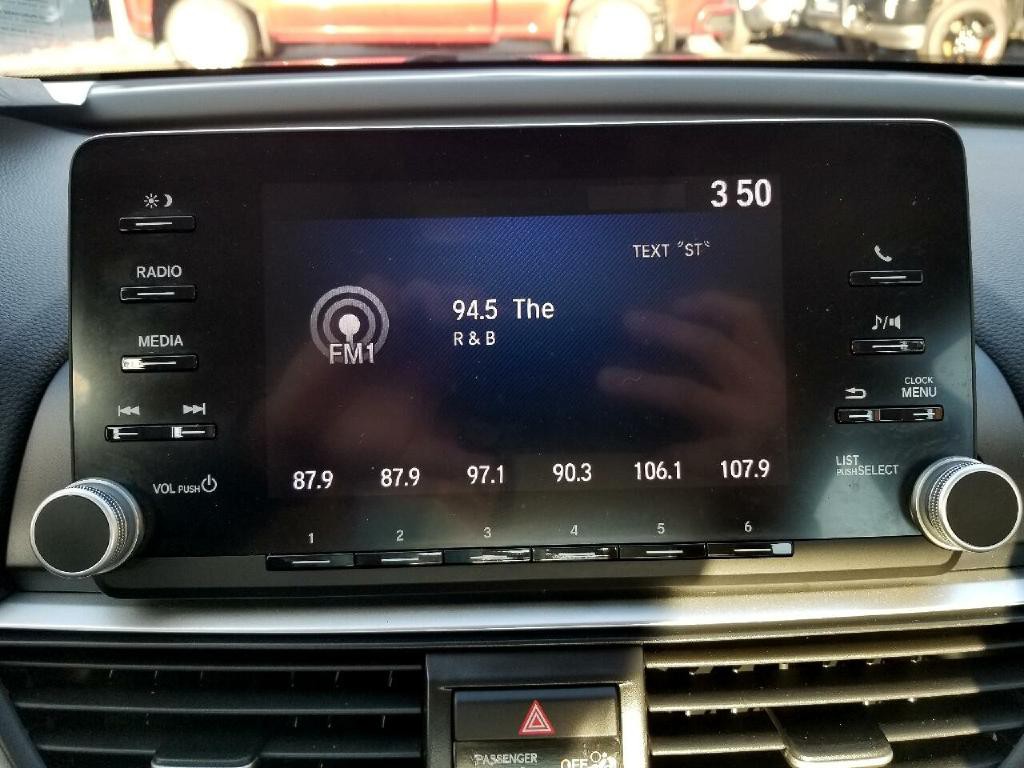 3 50
TEXT "ST"
RADIO
94.5 The
R & B
FM1
MEDIA
CLOCK
MENU
LIST
PUSH SELECT
VOL PUSH
87.9 87.9 97.1 90.3 106.1 107.9
1 2 3 4 5 6
PASSENGER
OFF